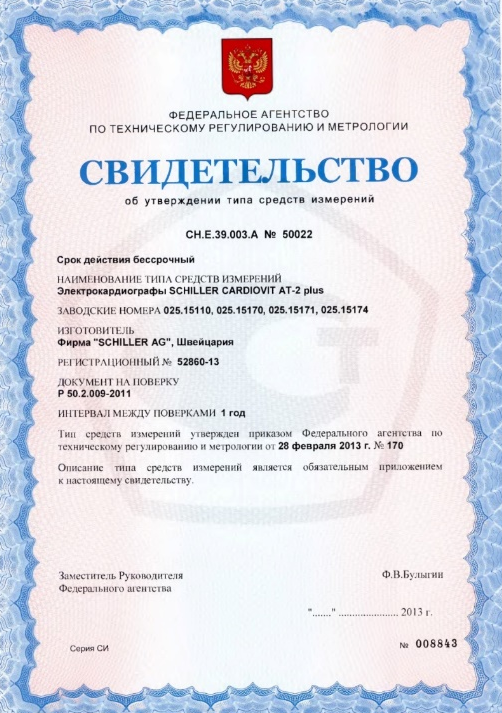 ФЕДЕРАЛЬНОЕ АГЕНТСТВО
ПО ТЕХНИЧЕСКОМУ РЕГУЛИРОВАНИЮ И МЕТРОЛОГИИ
СВИДЕТЕЛЬСТВО
об утверждении типа средств измерений
CH.E.39.003.A № 50022
Срок действия бессрочный
НАИМЕНОВАНИЕ ТИПА СРЕДСТВ ИЗМЕРЕНИЙ
Электрокардиографы SCHILLER CARDIOVIT AT-2 plus
ЗАВОДСКИЕ НОМЕРА 025.15110, 025.15170, 025.15171, 025.15174
ИЗГОТОВИТЕЛЬ
Фирма "SCHILLER AG", Швейцария
РЕГИСТРАЦИОННЫЙ № 52860-13
ДОКУМЕНТ НА ПОВЕРКУ
Р 50.2.009-2011
ИНТЕРВАЛ МЕЖДУ ПОВЕРКАМИ 1 год
Тип средств измерений утвержден приказом Федерального агентства по
техническому регулированию и метрологии от 28 февраля 2013 г. № 170
Описание типа средств измерений является обязательным приложением
к настоящему свидетельству.
Заместитель Руководителя
Ф.В.Булыгин
Федерального агентства
"......." ...................... 2013 г.
Серия СИ
№ 008843